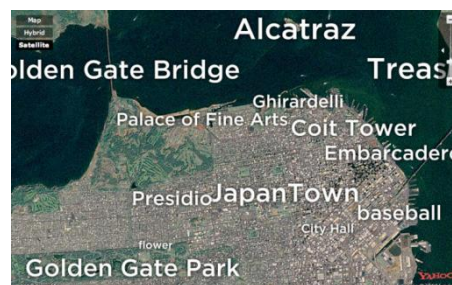 Map
Hybrid
Satellite
Alcatraz
olden Gate Bridge
Treas
Ghirardelli
Palace of Fine Arts
Coit Tower
Embarcadero
Presidio
JapanTown
baseball
City Hall
flower
Golden Gate Park
YAHOO